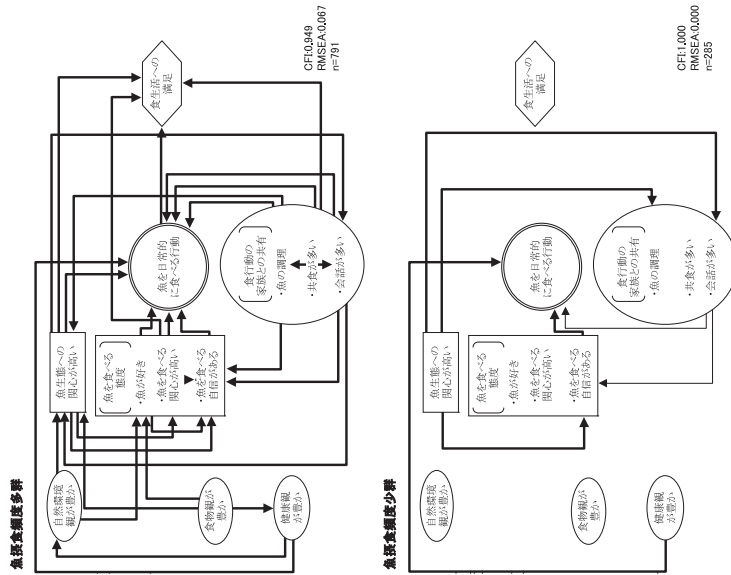 魚摂食頻度多群
自然環境
観が豊か
食物観が
豊か
健康観
が豊か
魚生態への
関心が高い
魚を食べる
態度
・魚が好き
・魚を食べる
関心が高い
・魚を食べる
自信がある
魚を日常的
に食べる行動
食行動の
家族との共有
・魚の調理
・共食が多い
・会話が多い
食生活への
満足
CFI:0.949
RMSEA:0.067
n=791
魚摂食頻度少群
自然環境
観が豊か
食物観が
豊か
健康観
が豊か
魚生態への
関心が高い
魚を食べる
態度
・魚が好き
・魚を食べる
関心が高い
・魚を食べる
自信がある
魚を日常的
に食べる行動
食行動の
家族との共有
・魚の調理
・共食が多い
・会話が多い
食生活への
満足
CFI:1.000
RMSEA:0.000
n=285